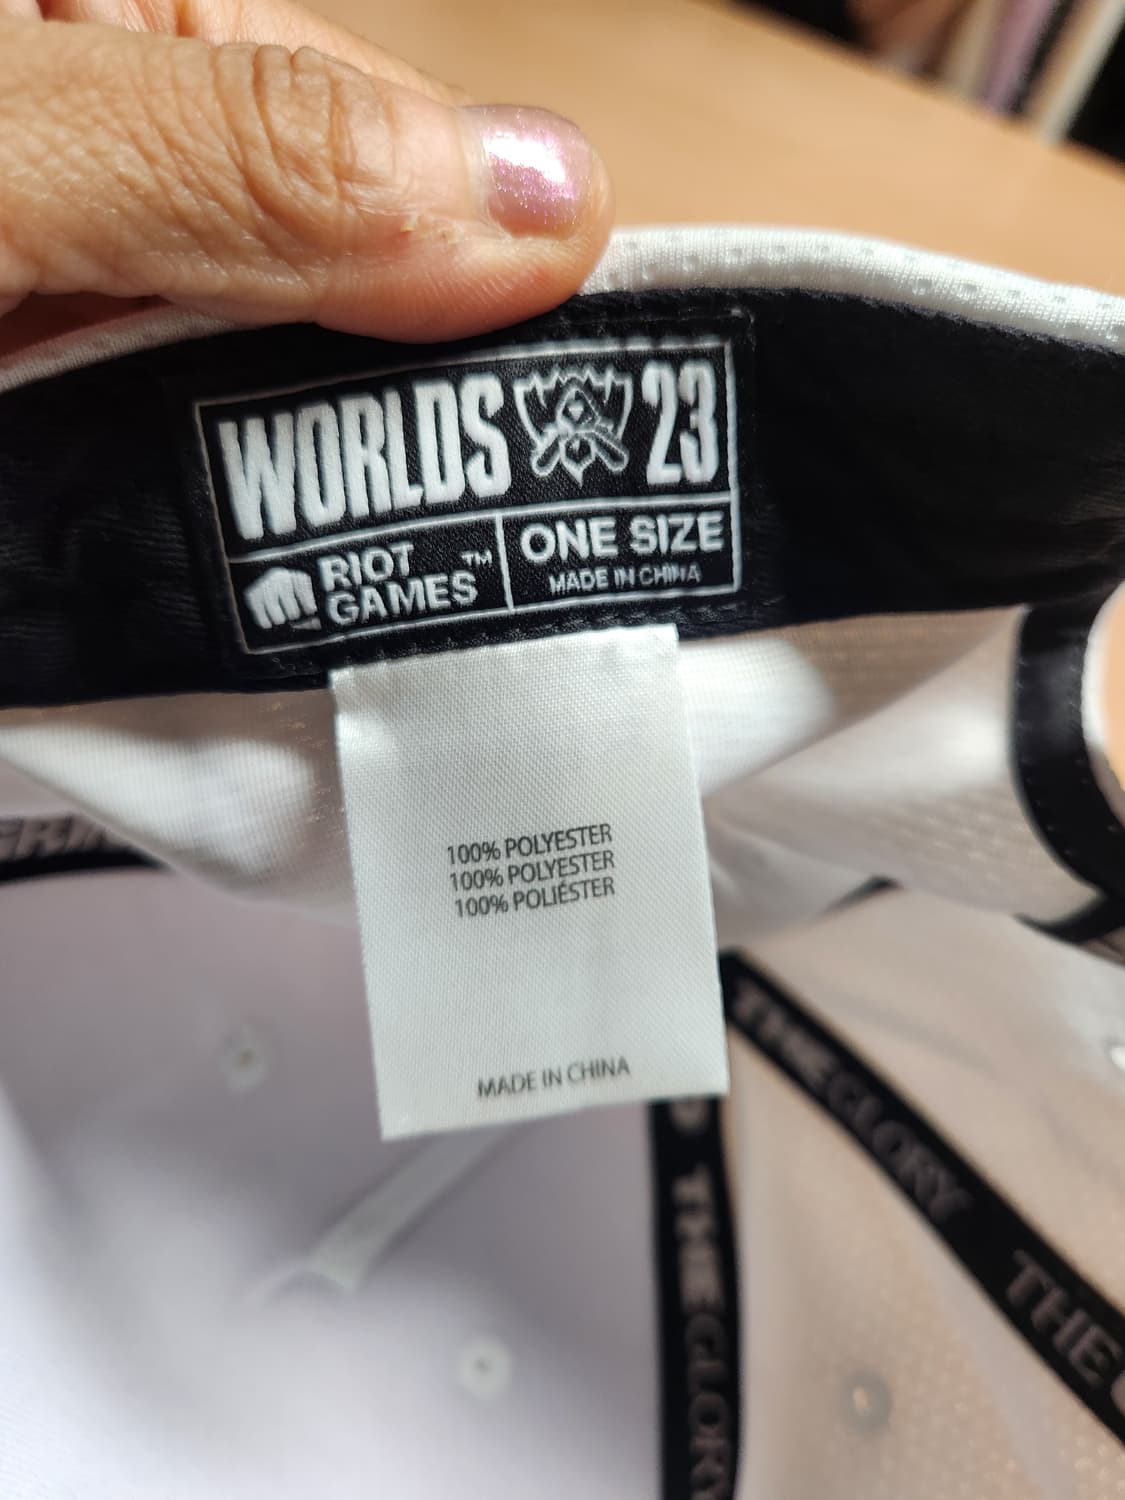 WORLDS 23
RIOT
GAMES™
ONE SIZE
MADE IN CHINA
100% POLYESTER
100% POLYESTER
100% POLIÉSTER
MADE IN CHINA
THE GLORY
THE
THE GLORY